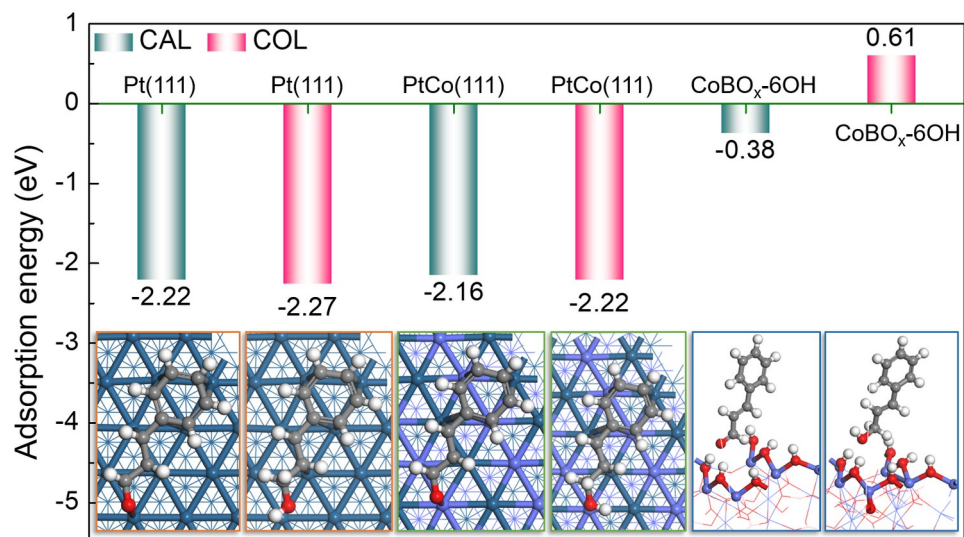 1
CAL COL
0.61
Pt(111) Pt(111) PtCo(111) PtCo(111) CoBOₓ-6OH
0
CoBOₓ-6OH
-0.38
-1
Adsorption energy (eV)
-2
-2.22 -2.27 -2.16 -2.22
-3
-4
-5